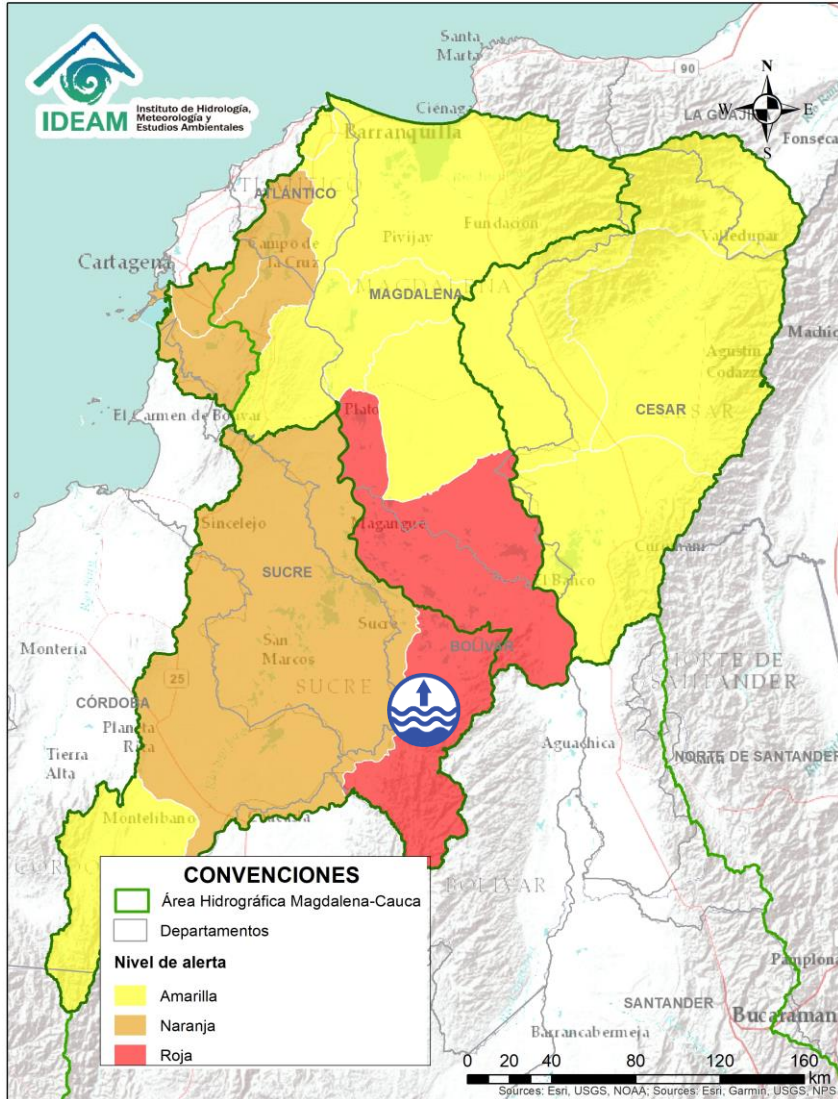 Santa
Marta
90
N
W
E
S
IDEAM
Instituto de Hidrología,
Meteorología y
Estudios Ambientales
Ciénaga
LA GUAJIR
Fonseca
Barranquilla
ATLÁNTICO
Campo de
la Cruz
Pivijay
Fundación
Valledupar
Cartagena
MAGDALENA
Agustín
Codazzi
El Carmen de Bolívar
Plato
CESAR
Sincelejo
Magangué
SUCRE
El Banco
Sucre
BOLÍVAR
Montería
San
Marcos
SUCRE
NORTE DE
SANTANDER
25
CÓRDOBA
Planeta
Rica
Tierra
Alta
Aguachica
NORTE DE SANTANDER
Montelíbano
CONVENCIONES
Área Hidrográfica Magdalena-Cauca
Departamentos
Nivel de alerta
Amarilla
Naranja
Roja
BOLÍVAR
Pamplona
SANTANDER
Bucaraman
Barrancabermeja
0 20 40 80 120 160
Km
Sources: Esri, USGS, NOAA; Sources: Esri, Garmin, USGS, NPS